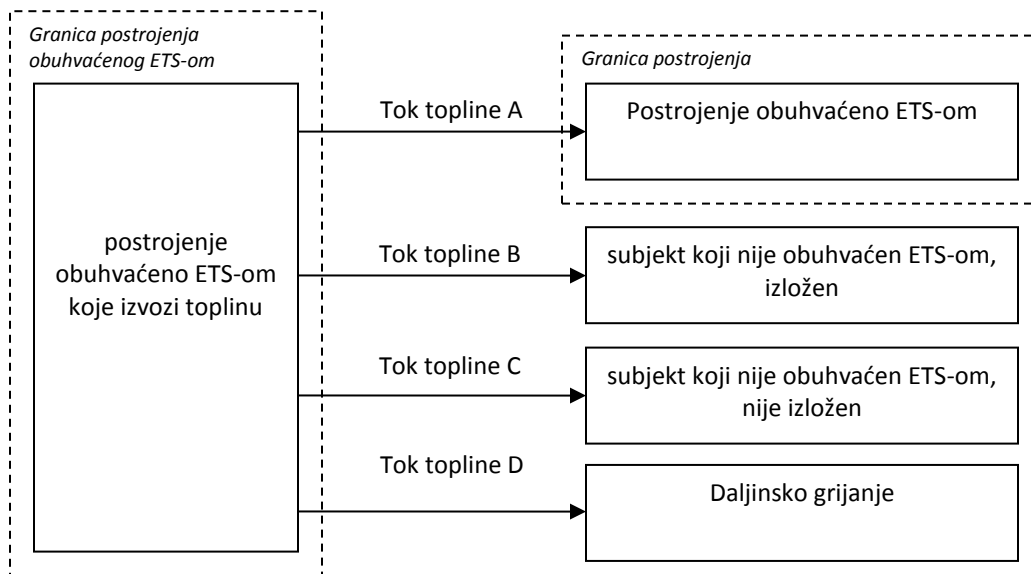 Granica postrojenja
obuhvaćenog ETS-om
postrojenje
obuhvaćeno ETS-om
koje izvozi toplinu
Tok topline A
Granica postrojenja
Postrojenje obuhvaćeno ETS-om
Tok topline B
subjekt koji nije obuhvaćen ETS-om,
izložen
Tok topline C
subjekt koji nije obuhvaćen ETS-om,
nije izložen
Tok topline D
Daljinsko grijanje